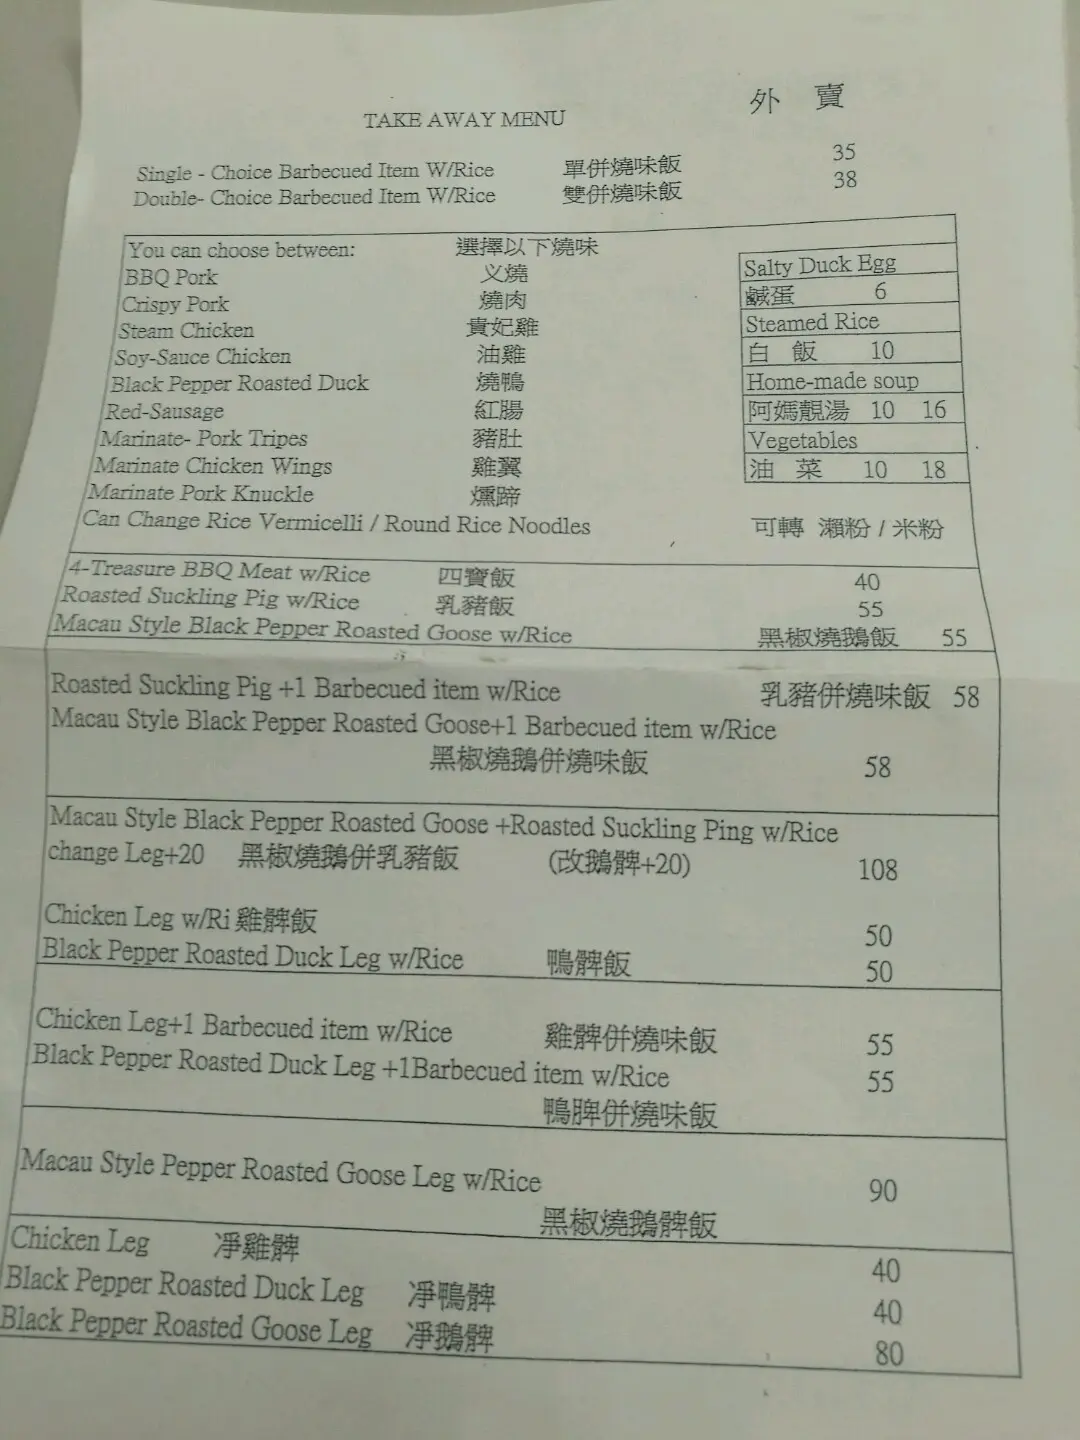 外 賣
TAKE AWAY MENU
Single - Choice Barbecued Item W/Rice 單併燒味飯 35
Double- Choice Barbecued Item W/Rice 雙併燒味飯 38
You can choose between: 選擇以下燒味
BBQ Pork 义燒
Crispy Pork 燒肉
Steam Chicken 貴妃雞
Soy-Sauce Chicken 油雞
Black Pepper Roasted Duck 燒鴨
Red-Sausage 紅腸
Marinate- Pork Tripes 豬肚
Marinate Chicken Wings 雞翼
Marinate Pork Knuckle 燻蹄
Can Change Rice Vermicelli / Round Rice Noodles 可轉 瀨粉 / 米粉
Salty Duck Egg
鹹蛋 6
Steamed Rice
白 飯 10
Home-made soup
阿媽靚湯 10 16
Vegetables
油 菜 10 18
4-Treasure BBQ Meat w/Rice 四寶飯 40
Roasted Suckling Pig w/Rice 乳豬飯 55
Macau Style Black Pepper Roasted Goose w/Rice 黑椒燒鵝飯 55
Roasted Suckling Pig +1 Barbecued item w/Rice 乳豬併燒味飯 58
Macau Style Black Pepper Roasted Goose+1 Barbecued item w/Rice
黑椒燒鵝併燒味飯 58
Macau Style Black Pepper Roasted Goose +Roasted Suckling Ping w/Rice
change Leg+20 黑椒燒鵝併乳豬飯 (改鵝髀+20) 108
Chicken Leg w/Ri 雞髀飯 50
Black Pepper Roasted Duck Leg w/Rice 鴨髀飯 50
Chicken Leg+1 Barbecued item w/Rice 雞髀併燒味飯 55
Black Pepper Roasted Duck Leg +1Barbecued item w/Rice 55
鴨脾併燒味飯
Macau Style Pepper Roasted Goose Leg w/Rice 90
黑椒燒鵝髀飯
Chicken Leg 凈雞髀 40
Black Pepper Roasted Duck Leg 凈鴨髀 40
Black Pepper Roasted Goose Leg 凈鵝髀 80